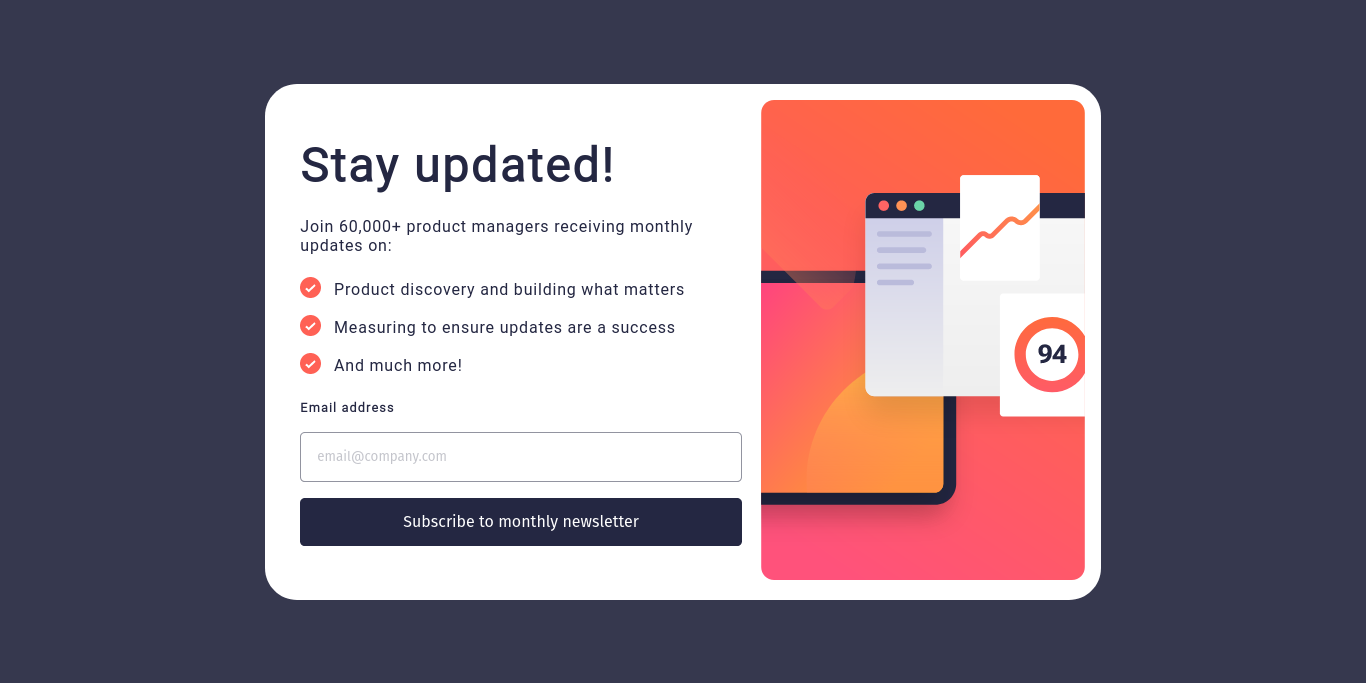 Stay updated!
Join 60,000+ product managers receiving monthly
updates on:
Product discovery and building what matters
Measuring to ensure updates are a success
And much more!
Email address
email@company.com
Subscribe to monthly newsletter
94